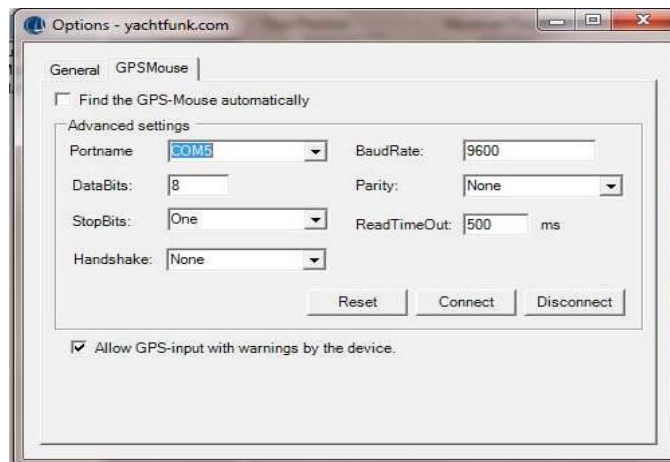 Options - yachtfunk.com
General GPSMouse
Find the GPS-Mouse automatically
Advanced settings
Portname COM5 BaudRate: 9600
DataBits: 8 Parity: None
StopBits: One ReadTimeOut: 500 ms
Handshake: None
Reset Connect Disconnect
Allow GPS-input with warnings by the device.